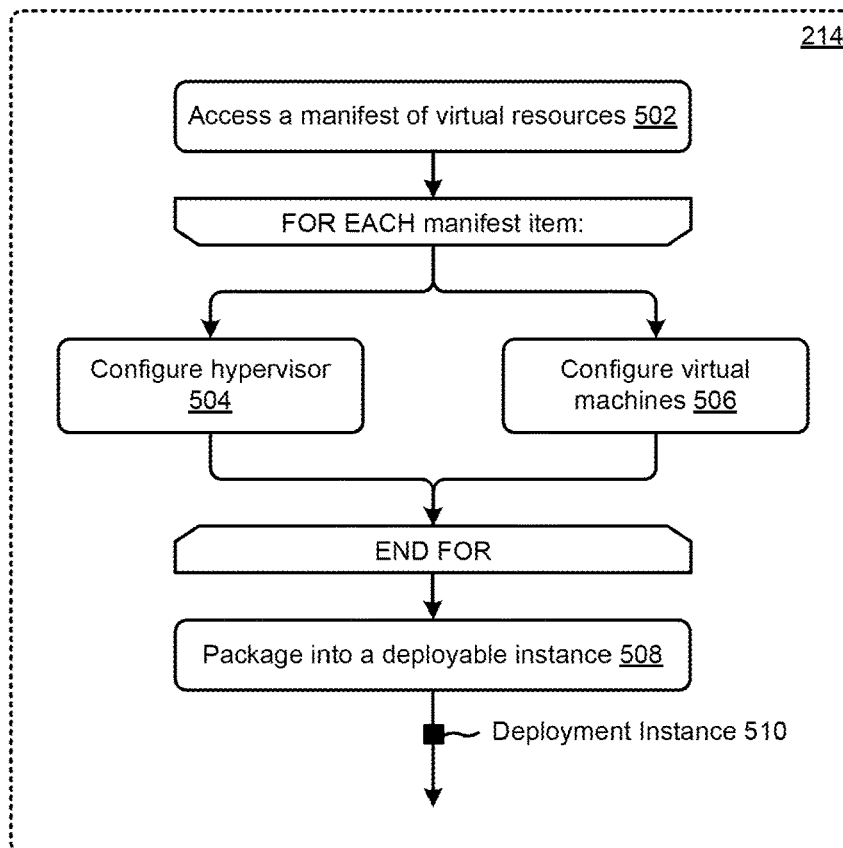 214
Access a manifest of virtual resources 502
FOR EACH manifest item:
Configure hypervisor
504
Configure virtual
machines 506
END FOR
Package into a deployable instance 508
Deployment Instance 510